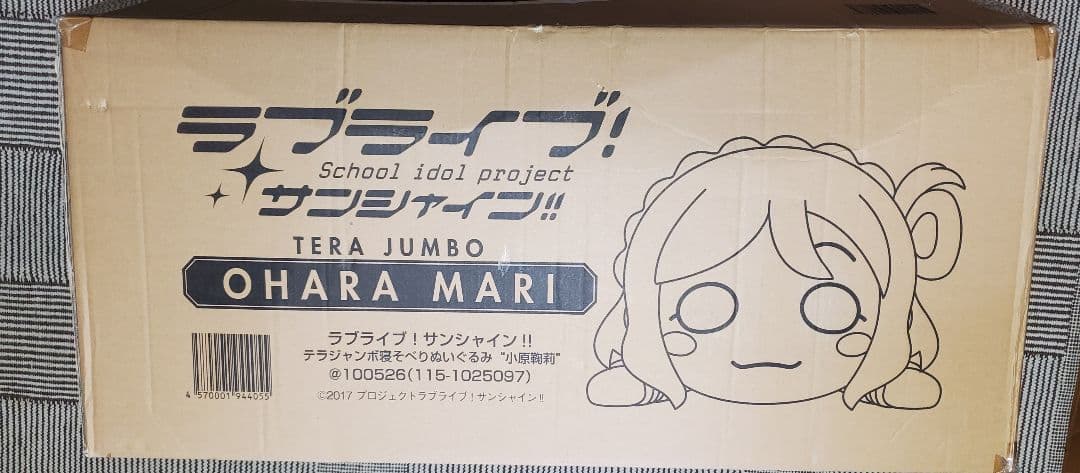 ラブライブ!
School idol project
サンシャイン!!
TERA JUMBO
OHARA MARI
ラブライブ!サンシャイン!!
テラジャンボ寝そべりぬいぐるみ “小原鞠莉”
@100526(115-1025097)
©2017 プロジェクトラブライブ!サンシャイン!!
4 570001 944055